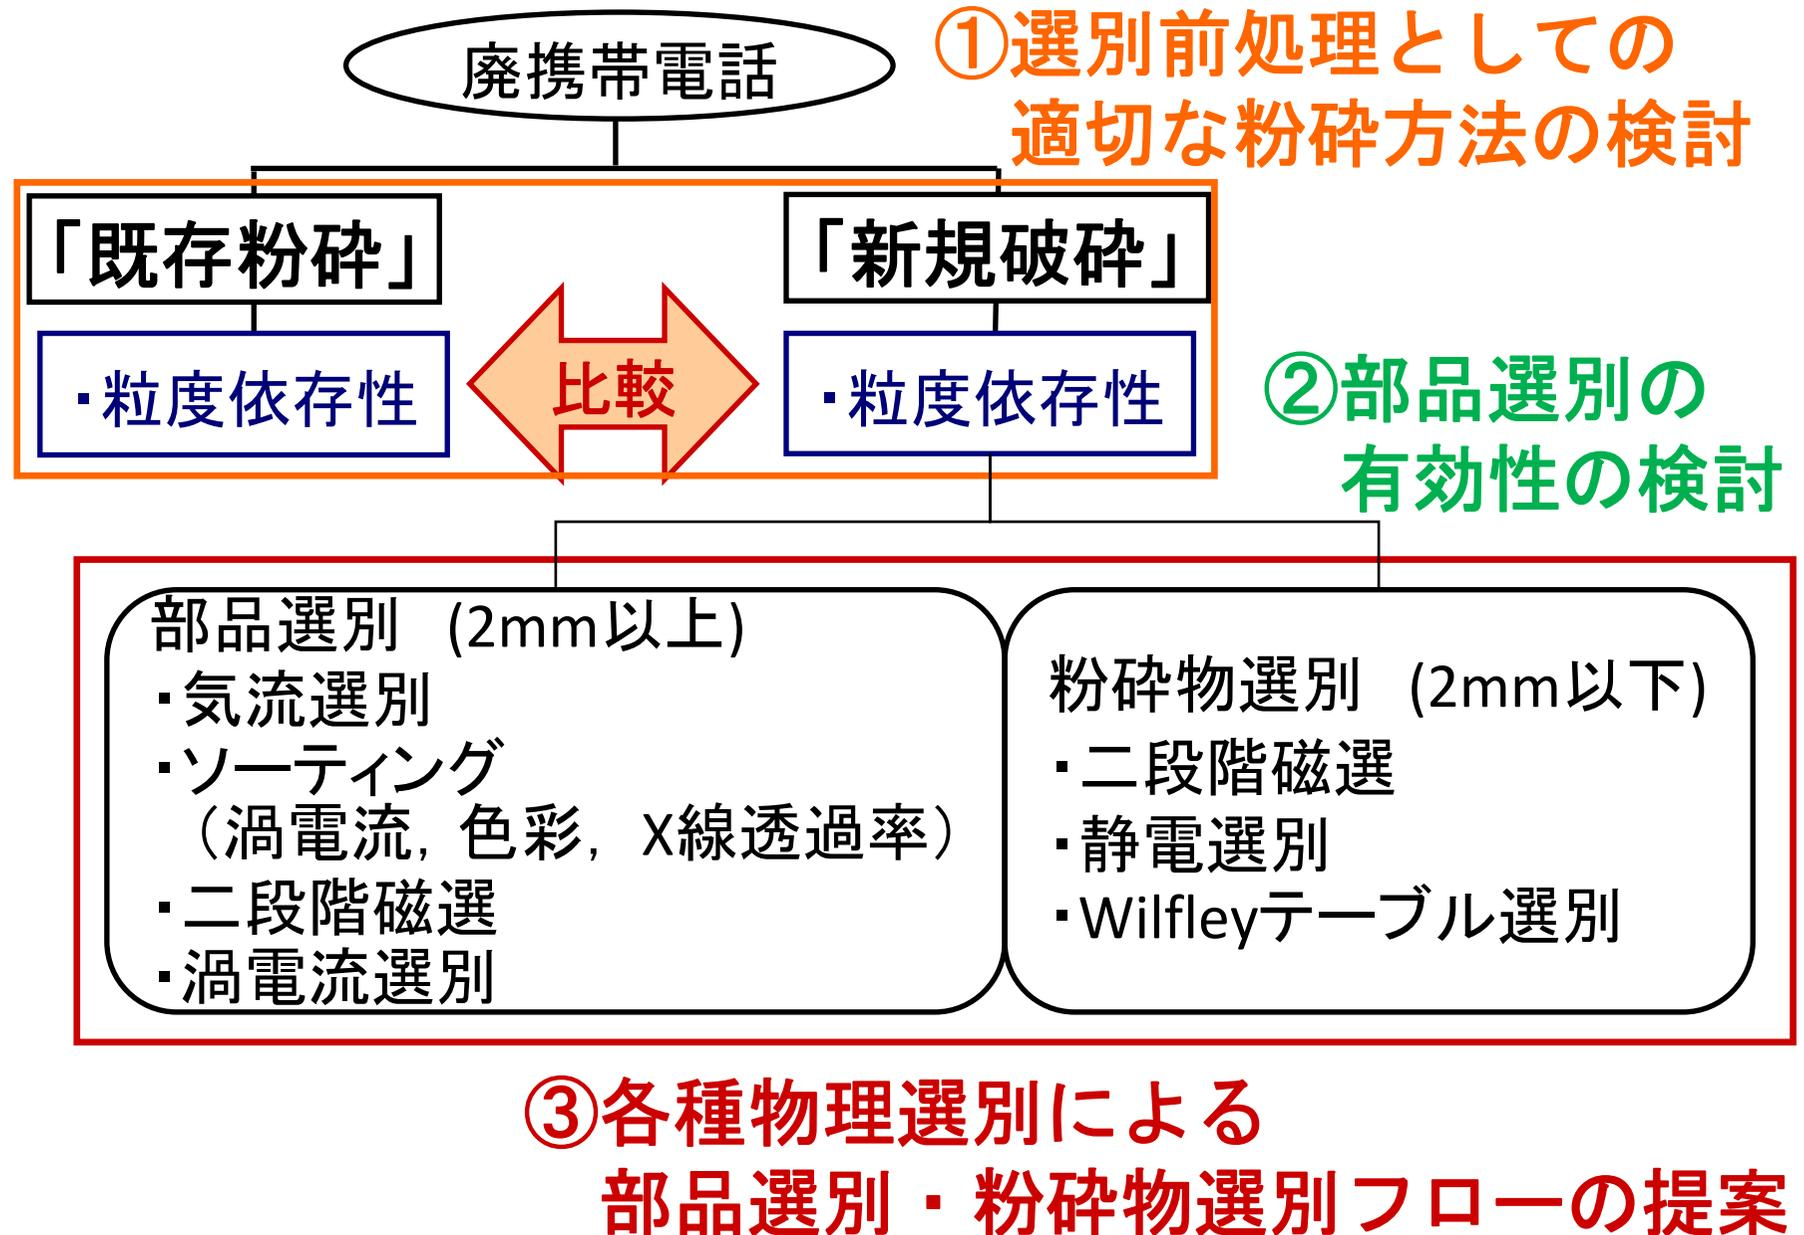 廃携帯電話
①選別前処理としての
適切な粉砕方法の検討
「既存粉砕」
「新規破砕」
・粒度依存性
比較
・粒度依存性
②部品選別の
有効性の検討
部品選別 (2mm以上)
・気流選別
・ソーティング
（渦電流，色彩，X線透過率）
・二段階磁選
・渦電流選別
粉砕物選別 (2mm以下)
・二段階磁選
・静電選別
・Wilfleyテーブル選別
③各種物理選別による
部品選別・粉砕物選別フローの提案